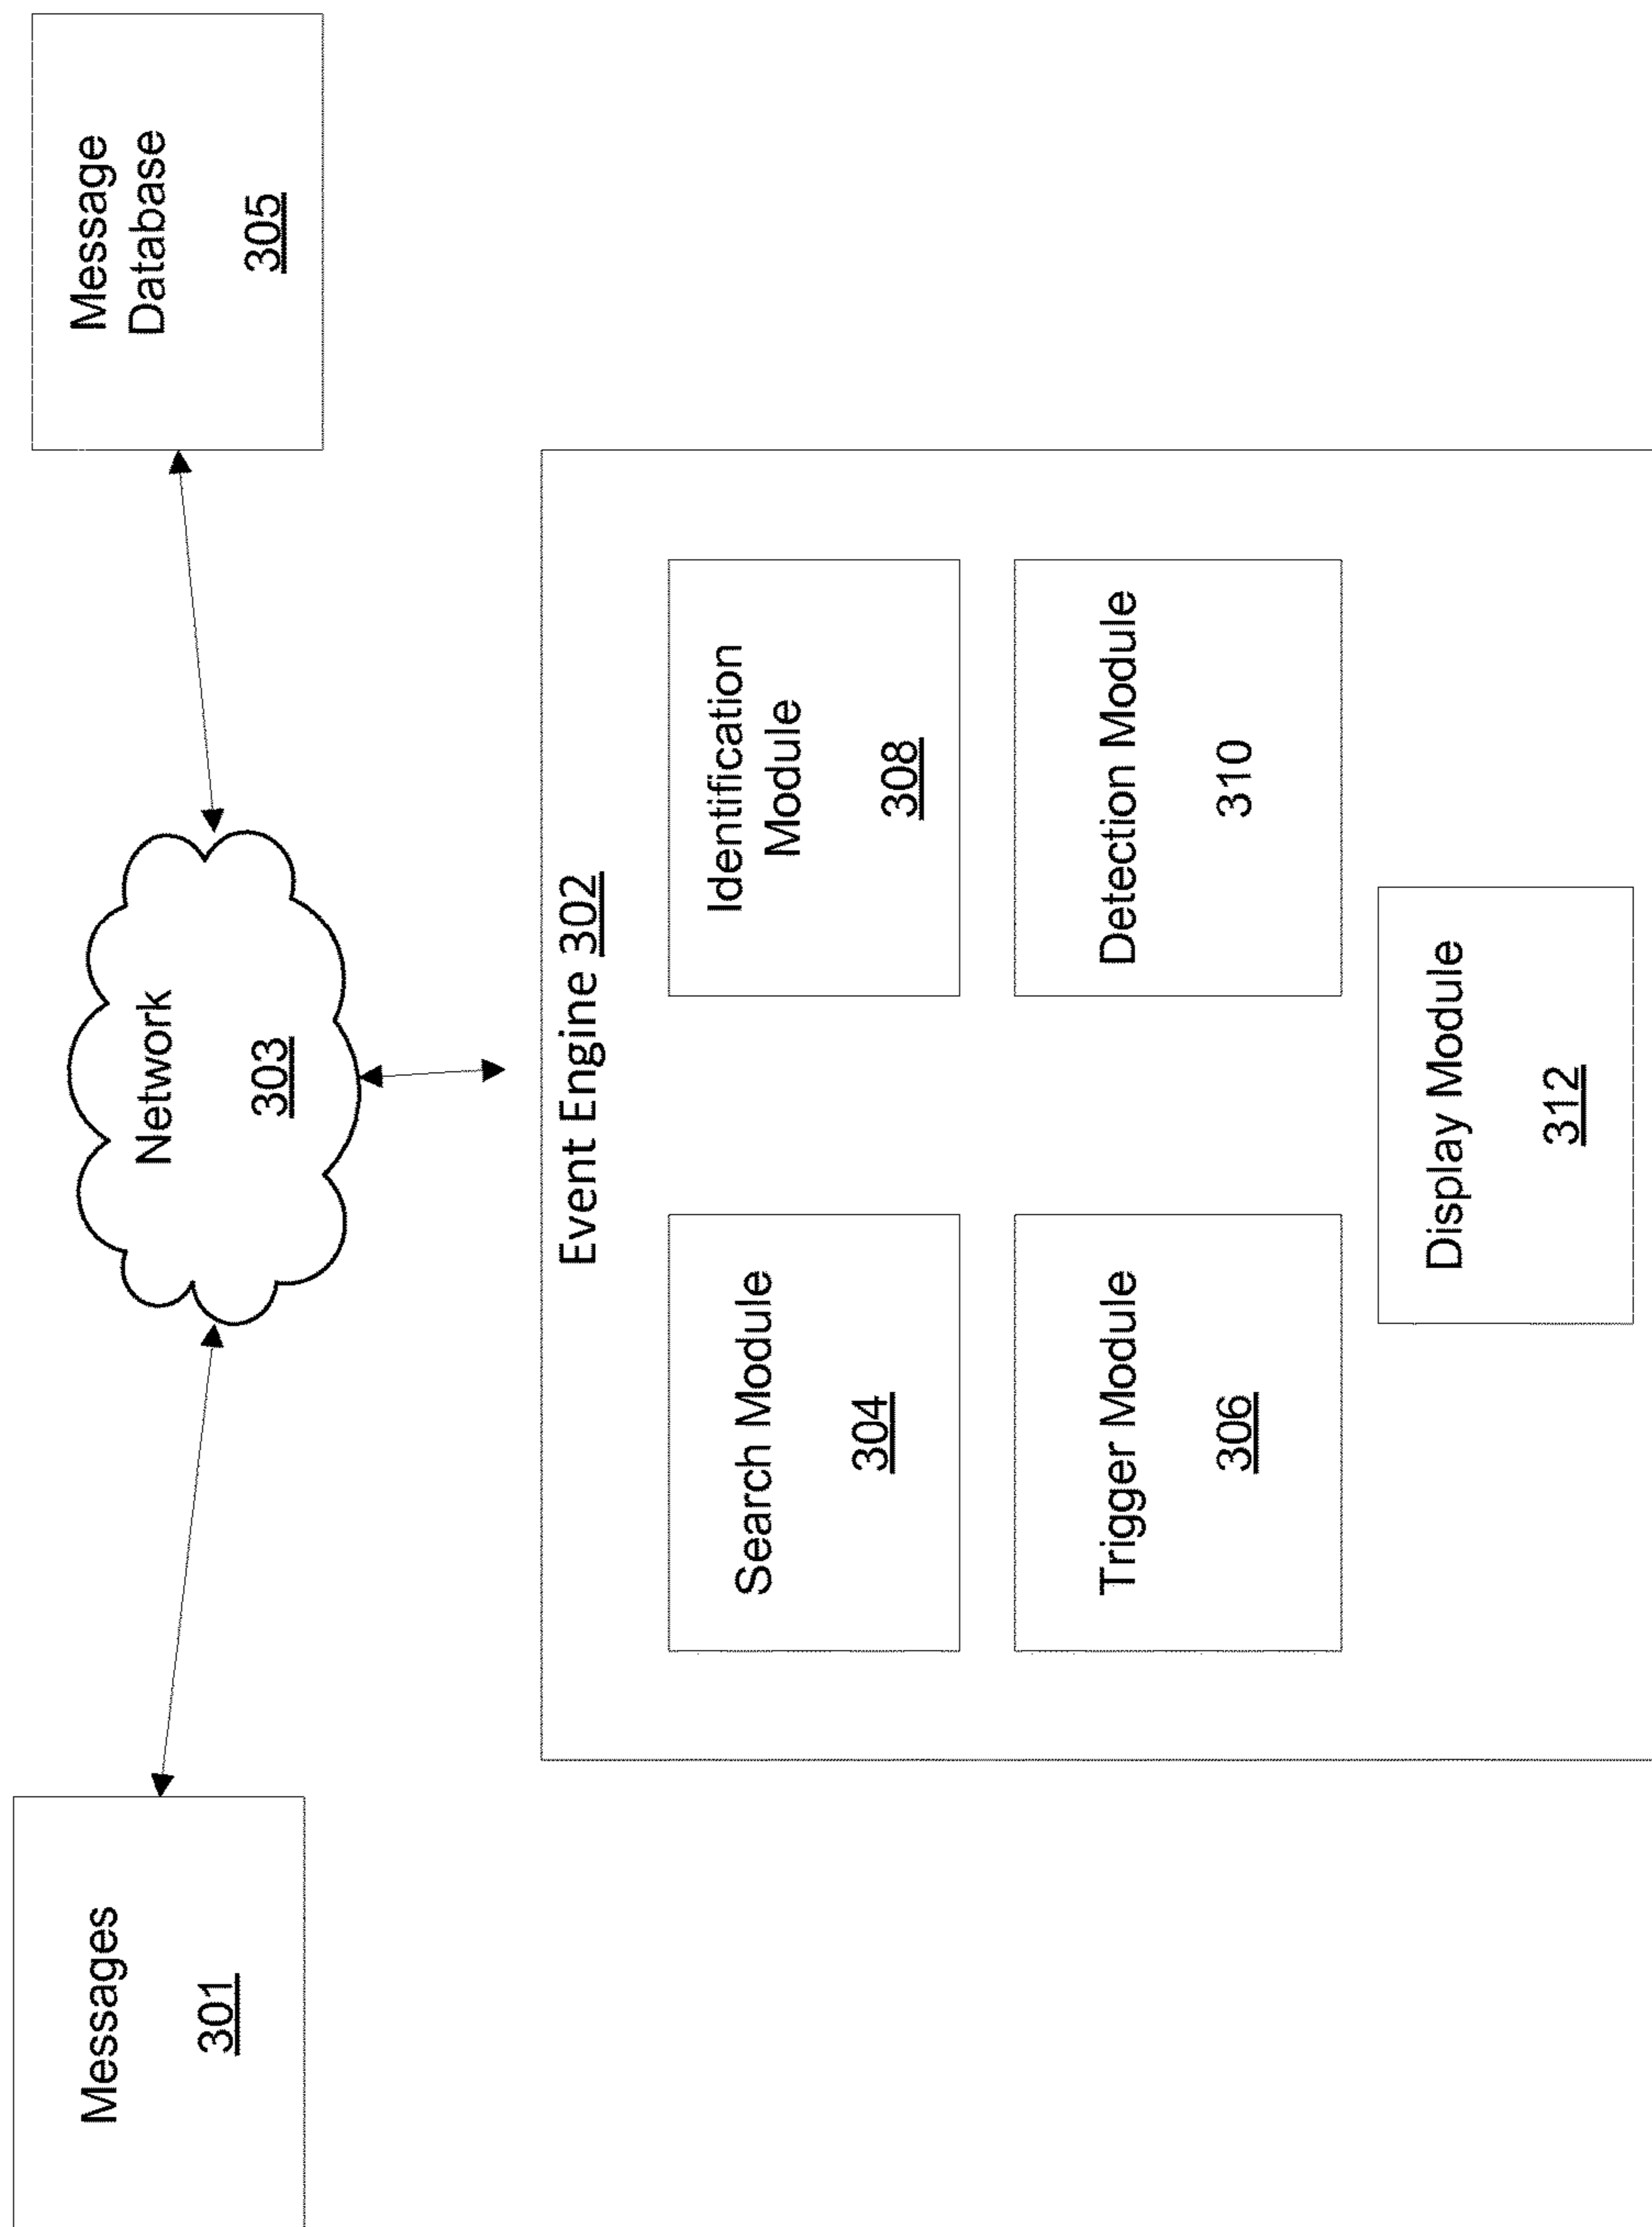 Messages
301
Network
303
Message
Database
305
Event Engine 302
Search Module
304
Identification
Module
308
Trigger Module
306
Detection Module
310
Display Module
312